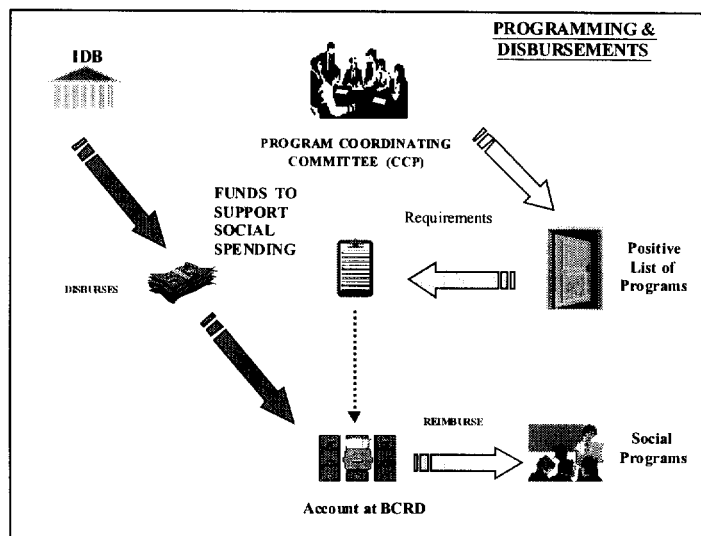 PROGRAMMING &
DISBURSEMENTS
IDB
PROGRAM COORDINATING
COMMITTEE (CCP)
FUNDS TO
SUPPORT
SOCIAL
SPENDING
Requirements
Positive
List of
Programs
DISBURSES
REIMBURSE
Social
Programs
Account at BCRD